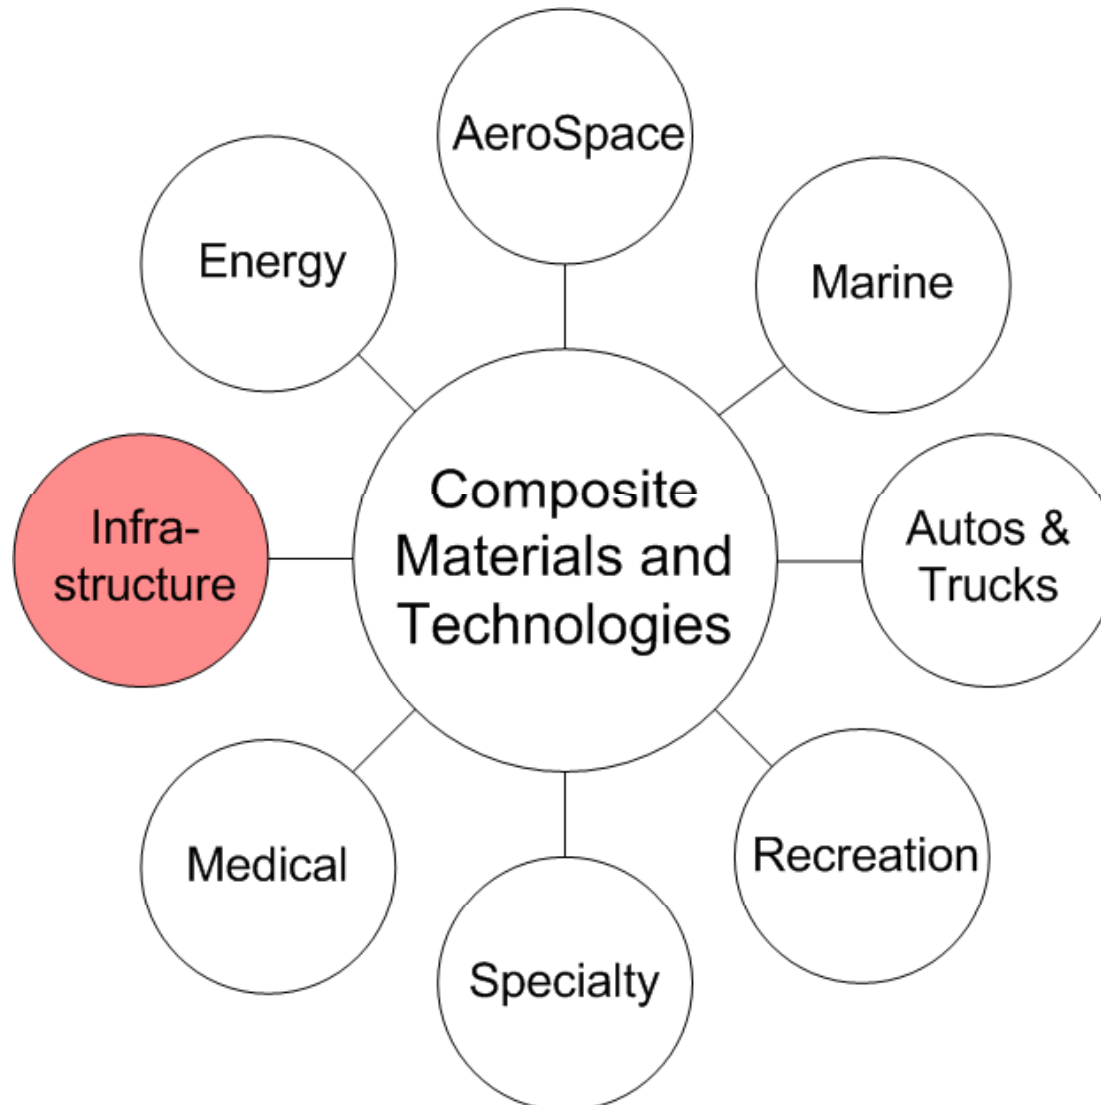 AeroSpace
Energy
Marine
Composite
Materials and
Technologies
Infra-
structure
Autos &
Trucks
Medical
Recreation
Specialty